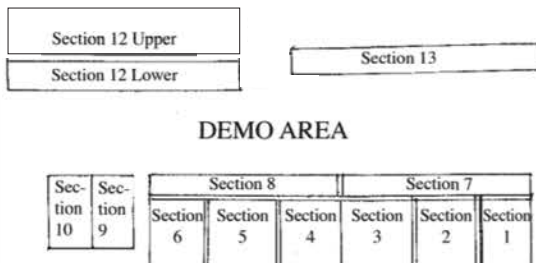 Section 12 Upper
Section 12 Lower
Section 13
DEMO AREA
Sec-
tion
10
Sec-
tion
9
Section 8
Section 7
Section
6
Section
5
Section
4
Section
3
Section
2
Section
1